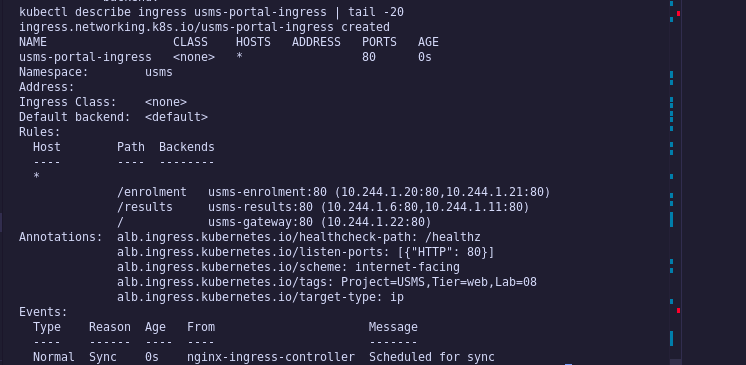 kubectl describe ingress usms-portal-ingress | tail -20
ingress.networking.k8s.io/usms-portal-ingress created
NAME                  CLASS    HOSTS   ADDRESS   PORTS   AGE
usms-portal-ingress   <none>   *                 80      0s
Namespace:        usms
Address:
Ingress Class:    <none>
Default backend:  <default>
Rules:
  Host        Path  Backends
  ----        ----  --------
  *
              /enrolment   usms-enrolment:80 (10.244.1.20:80,10.244.1.21:80)
              /results     usms-results:80 (10.244.1.6:80,10.244.1.11:80)
              /            usms-gateway:80 (10.244.1.22:80)
Annotations:  alb.ingress.kubernetes.io/healthcheck-path: /healthz
              alb.ingress.kubernetes.io/listen-ports: [{"HTTP": 80}]
              alb.ingress.kubernetes.io/scheme: internet-facing
              alb.ingress.kubernetes.io/tags: Project=USMS,Tier=web,Lab=08
              alb.ingress.kubernetes.io/target-type: ip
Events:
  Type    Reason  Age   From                      Message
  ----    ------  ----  ----                      -------
  Normal  Sync    0s    nginx-ingress-controller  Scheduled for sync